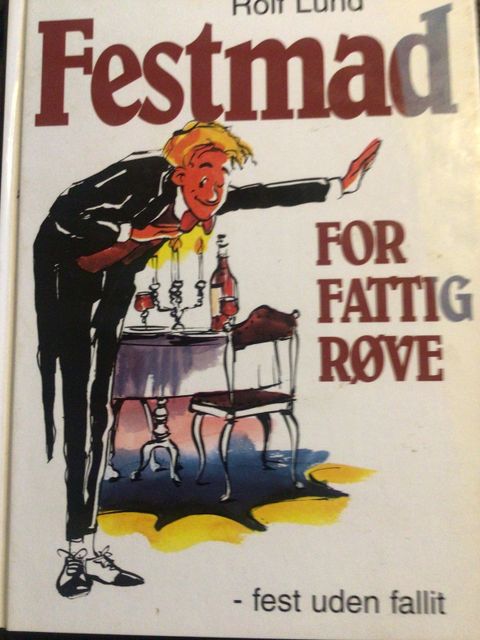 Rolf Lund
Festmad
FOR
FATTIG
RØVE
- fest uden fallit